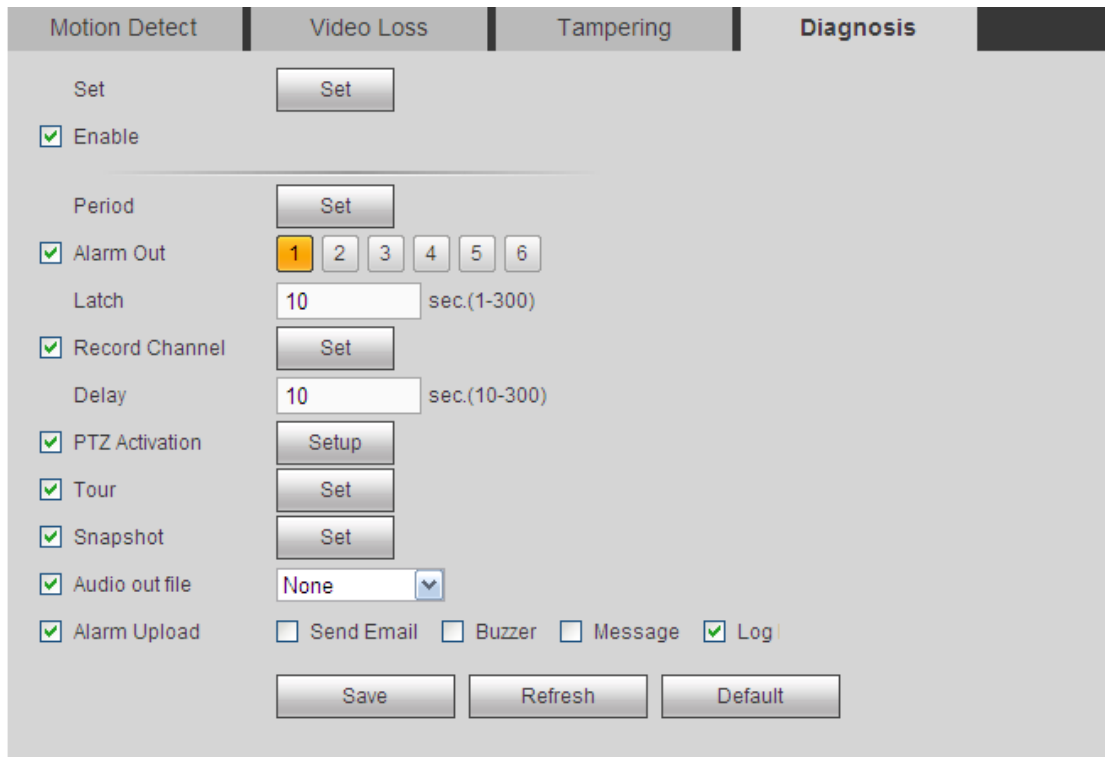 Motion Detect Video Loss Tampering Diagnosis
Set Set
Enable
Period Set
Alarm Out 1 2 3 4 5 6
Latch 10 sec.(1-300)
Record Channel Set
Delay 10 sec.(10-300)
PTZ Activation Setup
Tour Set
Snapshot Set
Audio out file None
Alarm Upload Send Email Buzzer Message Log
Save Refresh Default